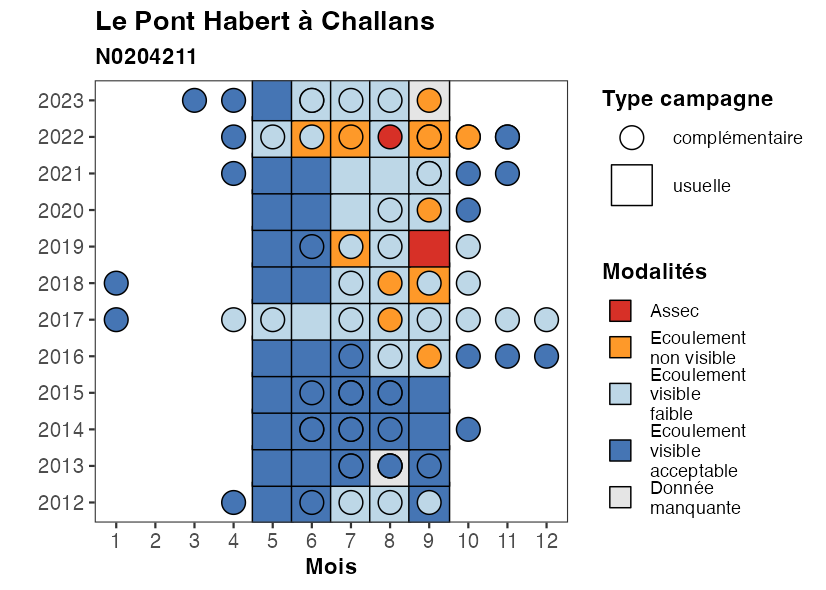 Le Pont Habert à Challans
N0204211
2023
2022
2021
2020
2019
2018
2017
2016
2015
2014
2013
2012
1 2 3 4 5 6 7 8 9 10 11 12
Mois
Type campagne
complémentaire
usuelle
Modalités
Assec
Ecoulement
non visible
Ecoulement
visible
faible
Ecoulement
visible
acceptable
Donnée
manquante